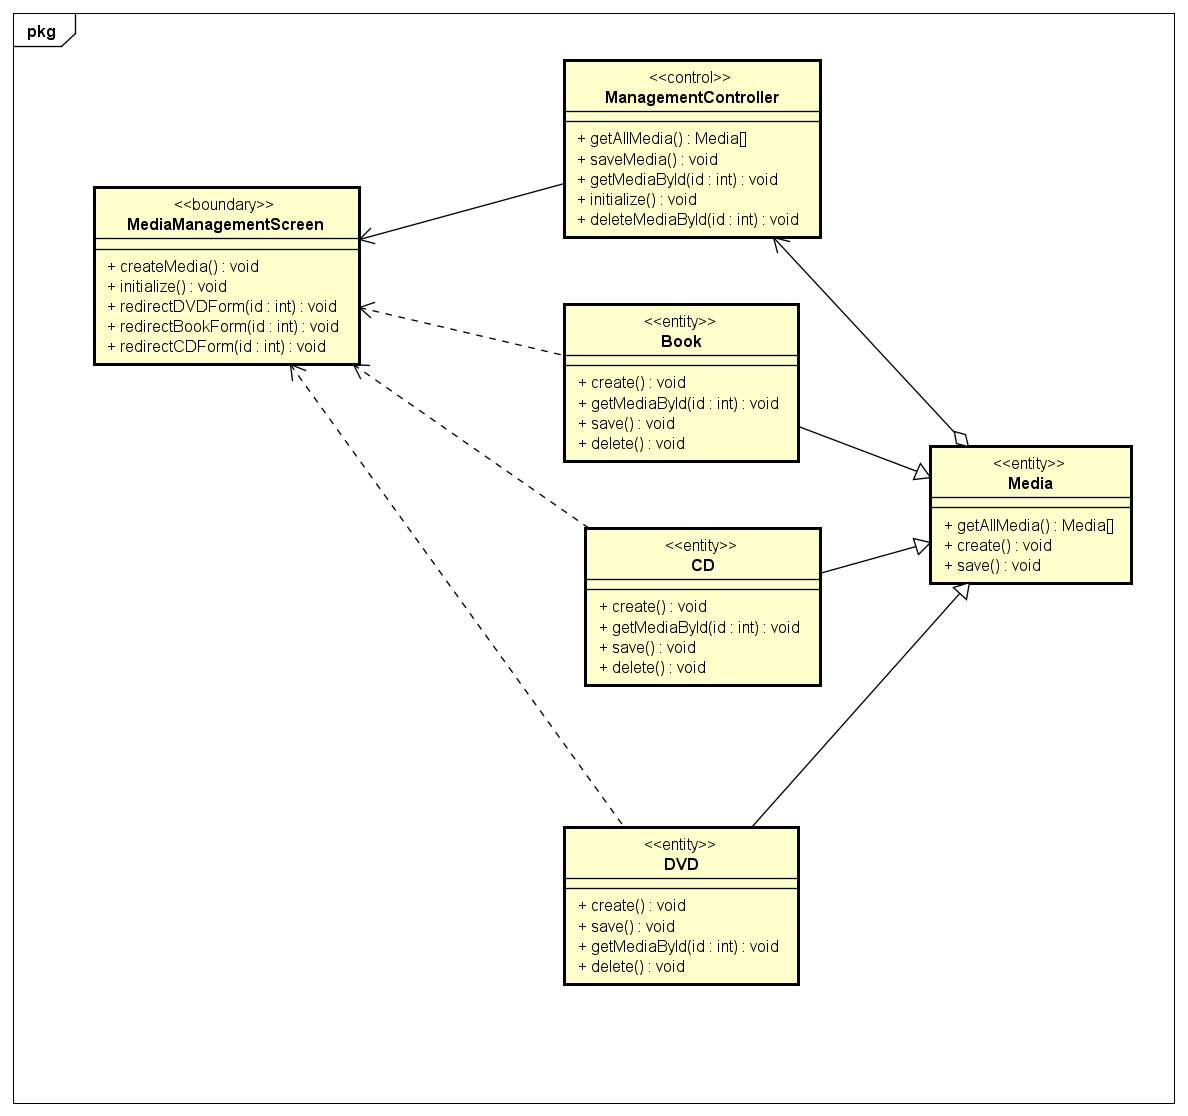 pkg
<<control>>
ManagementController
+ getAllMedia() : Media[]
+ saveMedia() : void
+ getMediaById(id : int) : void
+ initialize() : void
+ deleteMediaById(id : int) : void
<<boundary>>
MediaManagementScreen
+ createMedia() : void
+ initialize() : void
+ redirectDVDForm(id : int) : void
+ redirectBookForm(id : int) : void
+ redirectCDForm(id : int) : void
<<entity>>
Book
+ create() : void
+ getMediaById(id : int) : void
+ save() : void
+ delete() : void
<<entity>>
Media
+ getAllMedia() : Media[]
+ create() : void
+ save() : void
<<entity>>
CD
+ create() : void
+ getMediaById(id : int) : void
+ save() : void
+ delete() : void
<<entity>>
DVD
+ create() : void
+ save() : void
+ getMediaById(id : int) : void
+ delete() : void